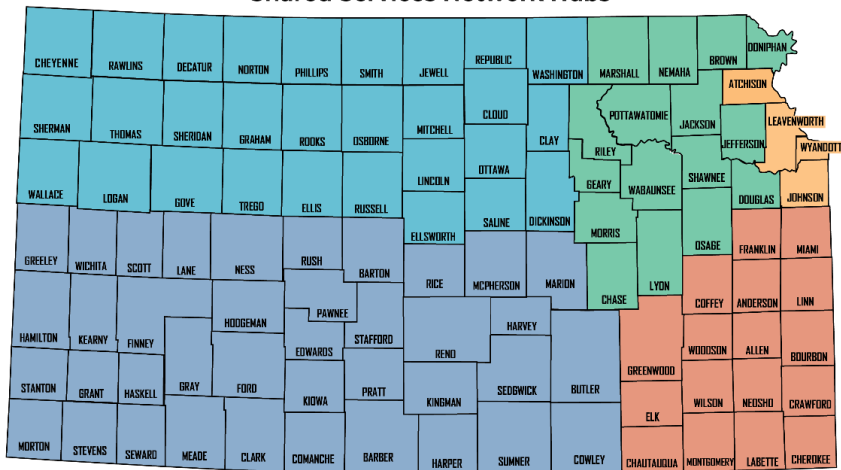 Shared Services Network Hubs
CHEYENNE
RAWLINS
DECATUR
NORTON
PHILLIPS
SMITH
JEWELL
REPUBLIC
WASHINGTON
MARSHALL
NEMAHA
BROWN
DONIPHAN
ATCHISON
SHERMAN
THOMAS
SHERIDAN
GRAHAM
ROOKS
OSBORNE
MITCHELL
CLOUD
CLAY
RILEY
POTTAWATOMIE
JACKSON
JEFFERSON
LEAVENWORTH
WYANDOTT
WALLACE
LOGAN
GOVE
TREGO
ELLIS
RUSSELL
LINCOLN
OTTAWA
SALINE
DICKINSON
GEARY
WABAUNSEE
SHAWNEE
DOUGLAS
JOHNSON
ELLSWORTH
MORRIS
OSAGE
FRANKLIN
MIAMI
GREELEY
WICHITA
SCOTT
LANE
NESS
RUSH
BARTON
RICE
MCPHERSON
MARION
CHASE
LYON
COFFEY
ANDERSON
LINN
HAMILTON
KEARNY
FINNEY
HODGEMAN
PAWNEE
STAFFORD
RENO
HARVEY
EDWARDS
GREENWOOD
WOODSON
ALLEN
BOURBON
STANTON
GRANT
HASKELL
GRAY
FORD
KIOWA
PRATT
KINGMAN
SEDGWICK
BUTLER
ELK
WILSON
NEOSHO
CRAWFORD
MORTON
STEVENS
SEWARD
MEADE
CLARK
COMANCHE
BARBER
HARPER
SUMNER
COWLEY
CHAUTAUQUA
MONTGOMERY
LABETTE
CHEROKEE